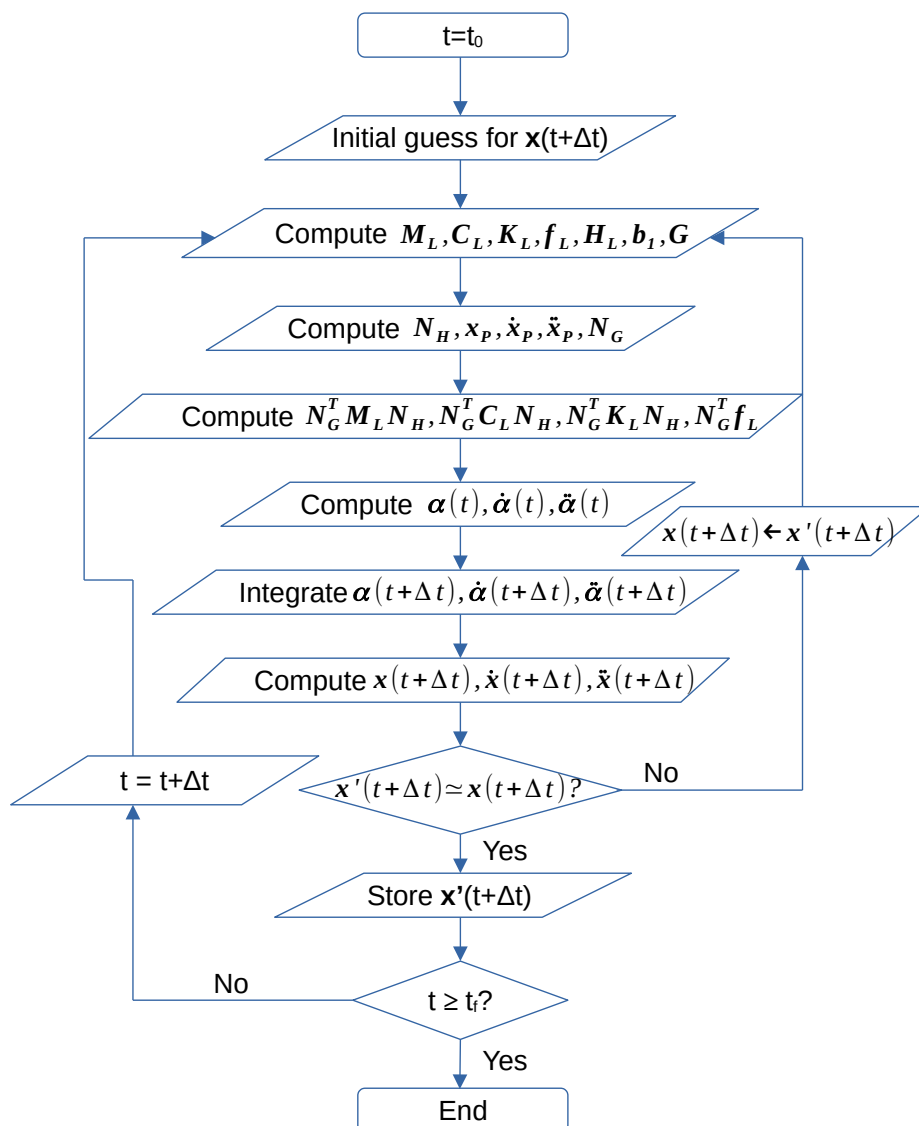 t=t₀
Initial guess for x(t+Δt)
Compute M_L, C_L, K_L, f_L, H_L, b_1, G
Compute N_H, x_P, ẋ_P, ẍ_P, N_G
Compute N_G^T M_L N_H, N_G^T C_L N_H, N_G^T K_L N_H, N_G^T f_L
Compute α(t), α̇(t), α̈(t)
x(t+Δt)←x'(t+Δt)
Integrate α(t+Δt), α̇(t+Δt), α̈(t+Δt)
Compute x(t+Δt), ẋ(t+Δt), ẍ(t+Δt)
t = t+Δt
x'(t+Δt)≃x(t+Δt)?
No
Yes
Store x'(t+Δt)
No
t ≥ t_f?
Yes
End